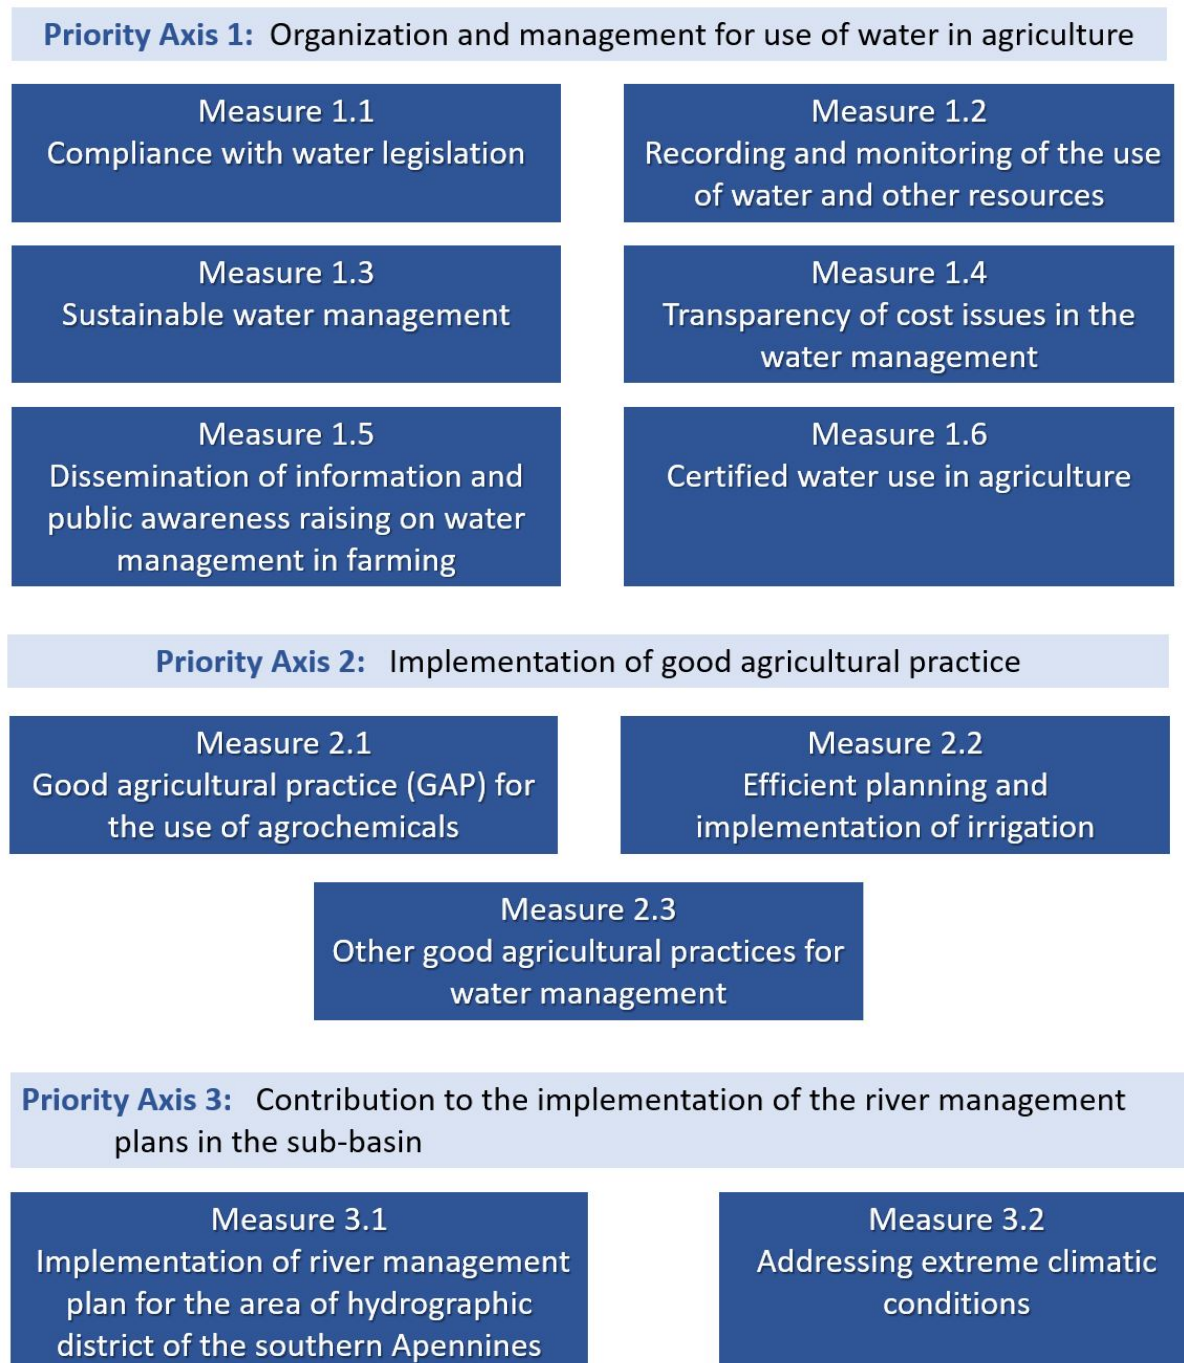 Priority Axis 1: Organization and management for use of water in agriculture
Measure 1.1
Compliance with water legislation
Measure 1.2
Recording and monitoring of the use
of water and other resources
Measure 1.3
Sustainable water management
Measure 1.4
Transparency of cost issues in the
water management
Measure 1.5
Dissemination of information and
public awareness raising on water
management in farming
Measure 1.6
Certified water use in agriculture
Priority Axis 2: Implementation of good agricultural practice
Measure 2.1
Good agricultural practice (GAP) for
the use of agrochemicals
Measure 2.2
Efficient planning and
implementation of irrigation
Measure 2.3
Other good agricultural practices for
water management
Priority Axis 3: Contribution to the implementation of the river management
plans in the sub-basin
Measure 3.1
Implementation of river management
plan for the area of hydrographic
district of the southern Apennines
Measure 3.2
Addressing extreme climatic
conditions